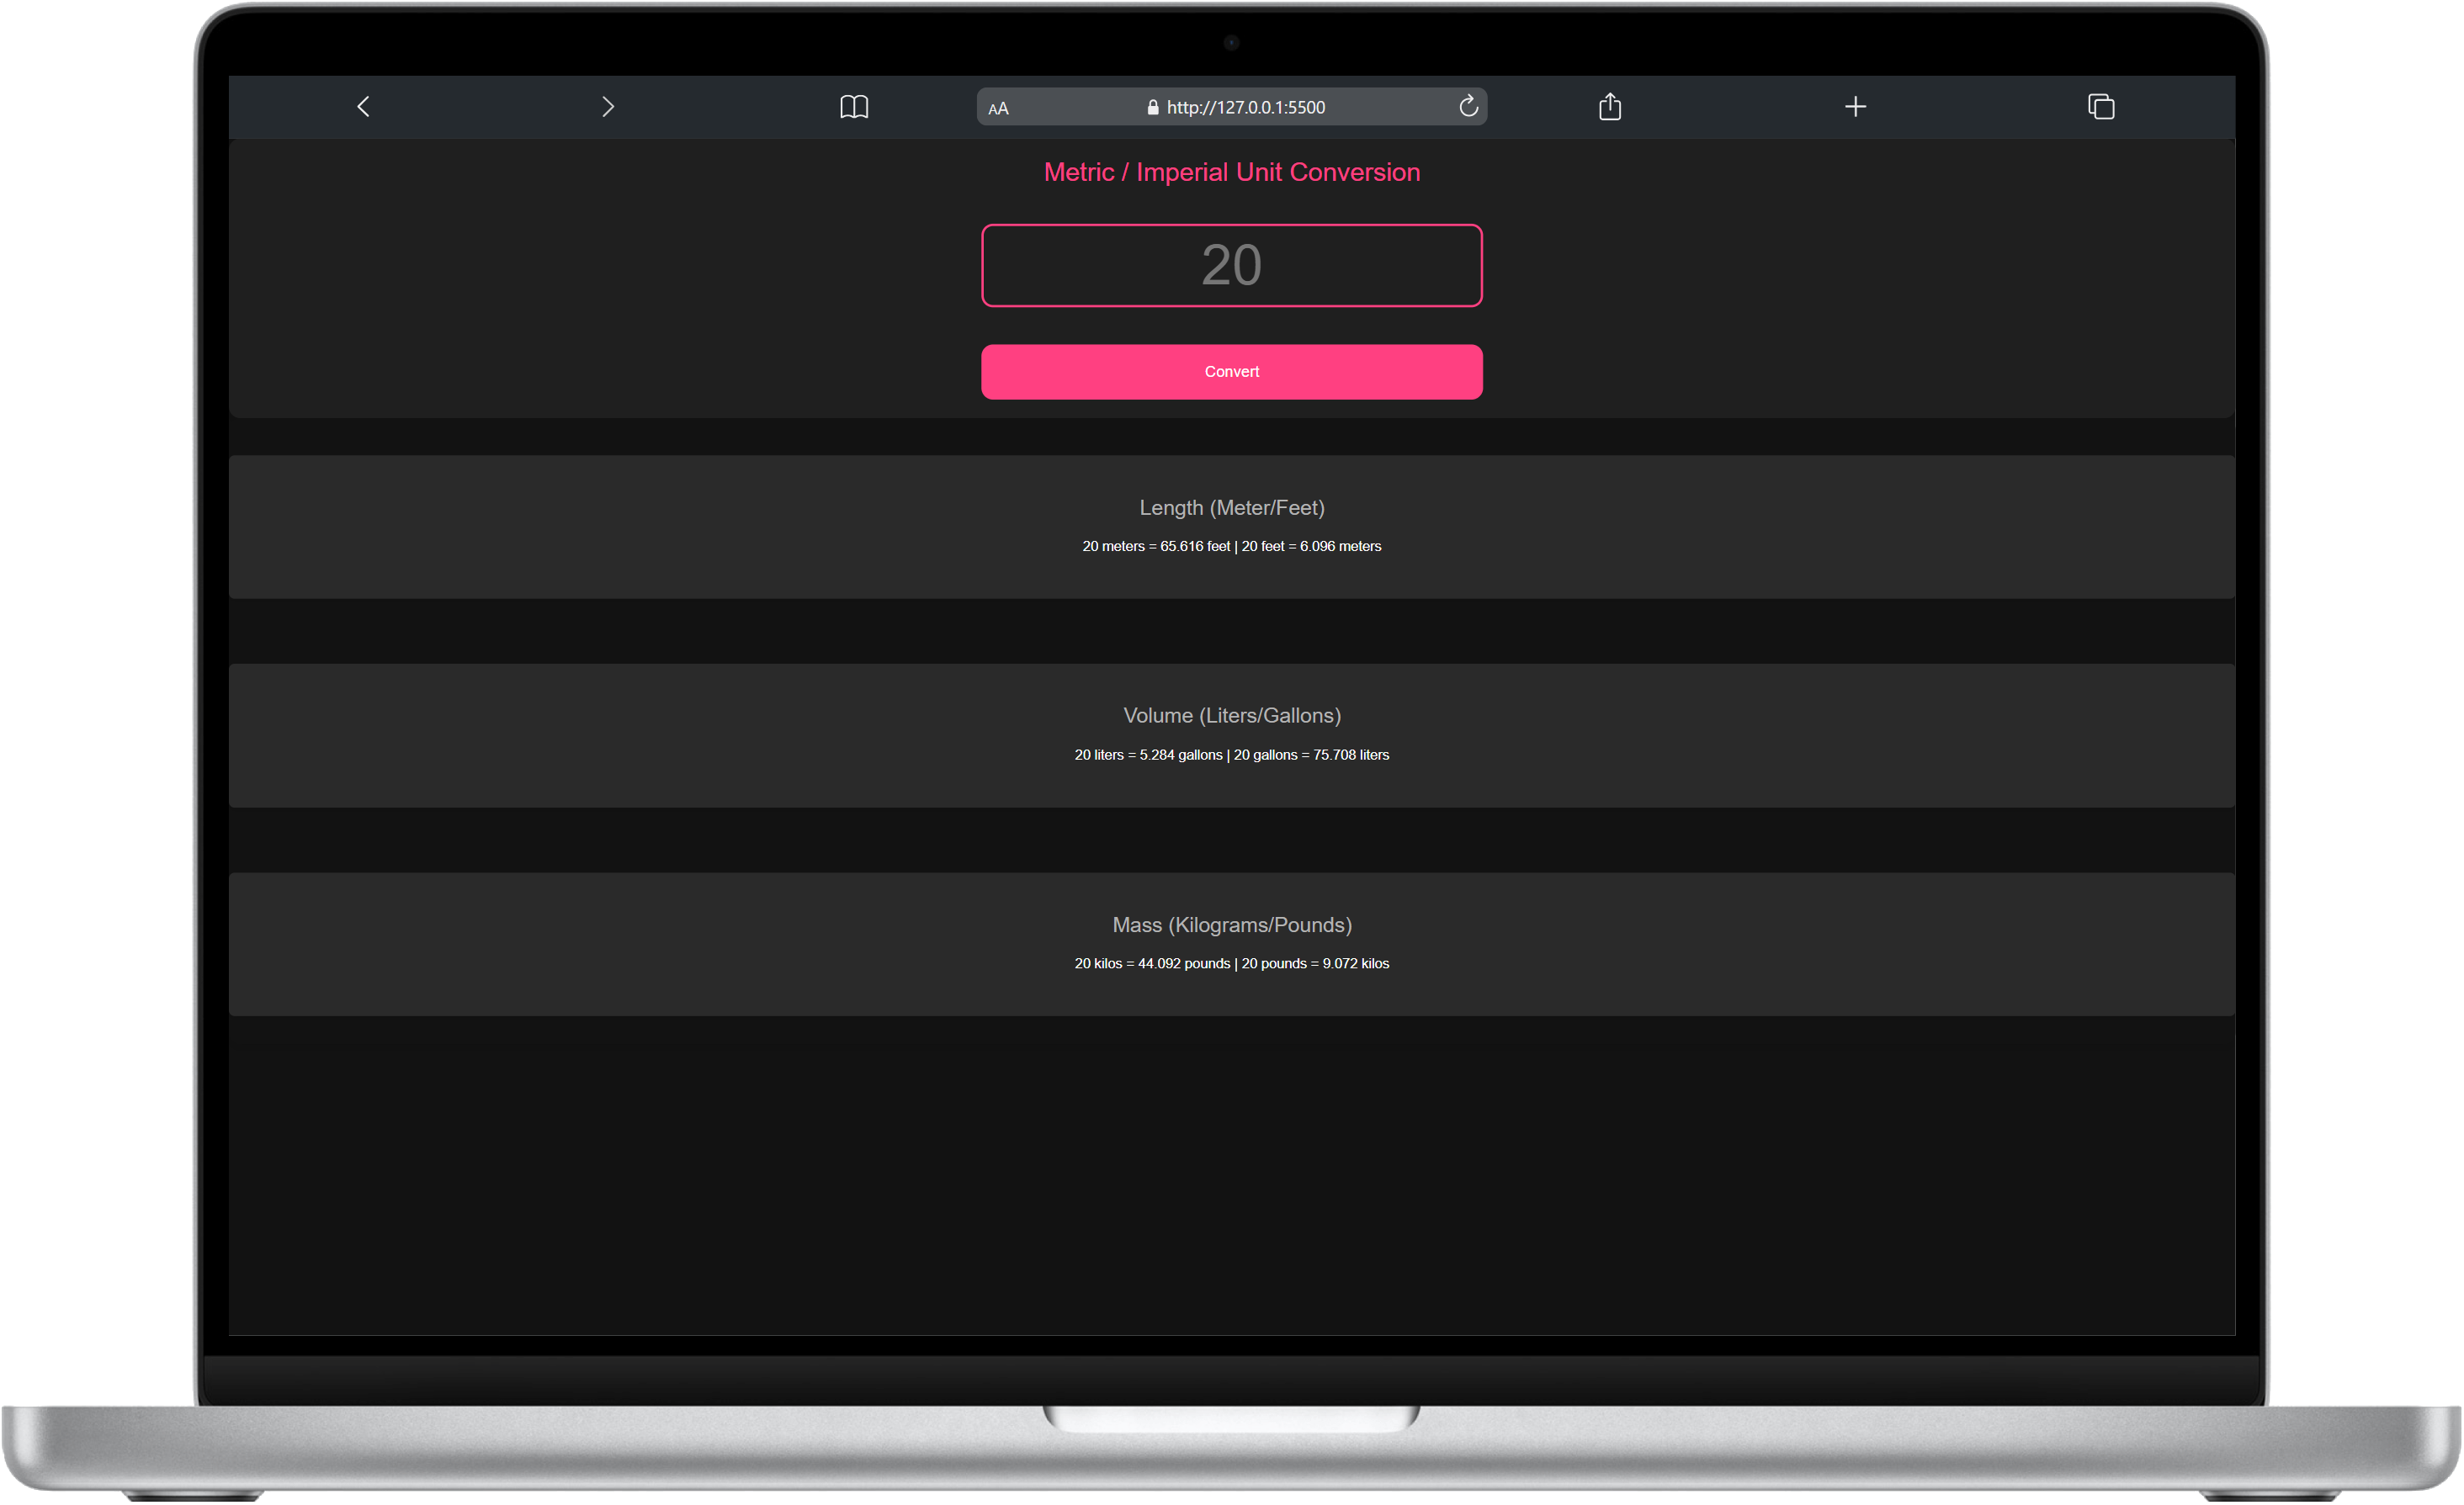 AA http://127.0.0.1:5500
Metric / Imperial Unit Conversion
20
Convert
Length (Meter/Feet)
20 meters = 65.616 feet | 20 feet = 6.096 meters
Volume (Liters/Gallons)
20 liters = 5.284 gallons | 20 gallons = 75.708 liters
Mass (Kilograms/Pounds)
20 kilos = 44.092 pounds | 20 pounds = 9.072 kilos